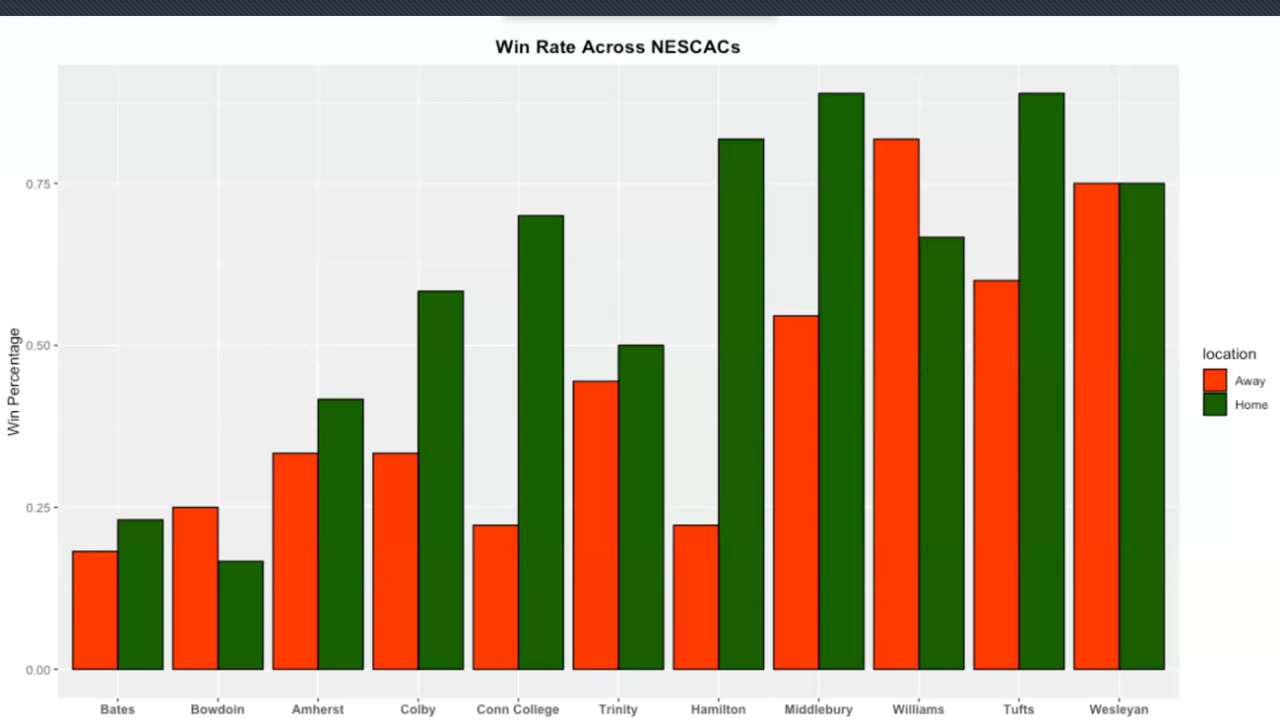 Win Rate Across NESCACs
Win Percentage
0.75
0.50
0.25
0.00
Bates Bowdoin Amherst Colby Conn College Trinity Hamilton Middlebury Williams Tufts Wesleyan
location
Away
Home